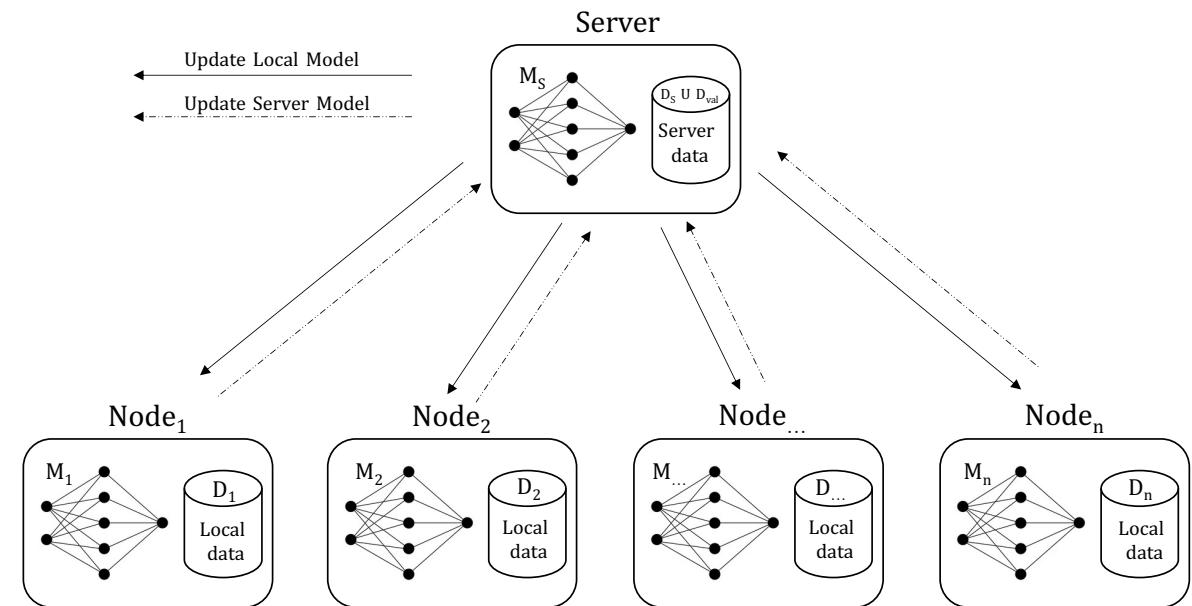 Server
Update Local Model
Update Server Model
M_S
D_S U D_val
Server
data
Node_1
Node_2
Node_…
Node_n
M_1
D_1
Local
data
M_2
D_2
Local
data
M_…
D_…
Local
data
M_n
D_n
Local
data